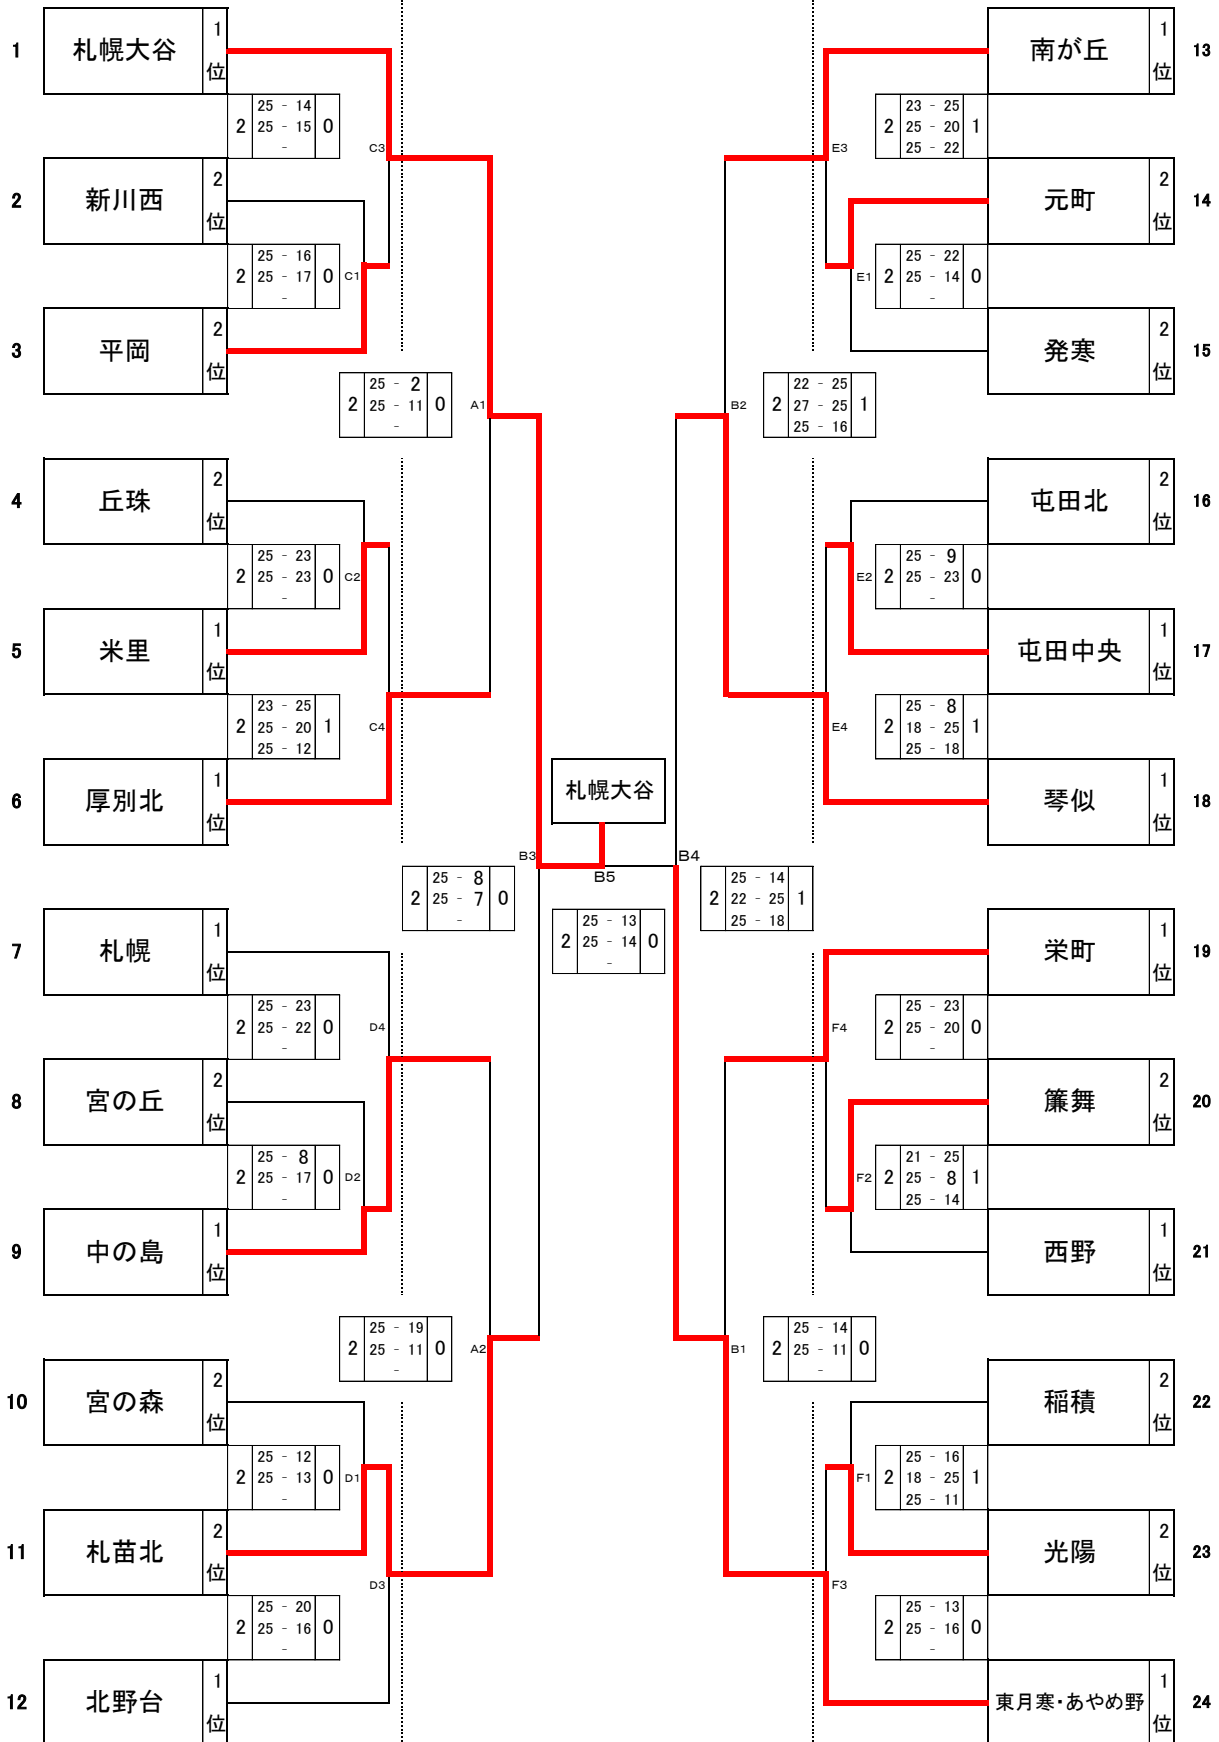 1 札幌大谷 1位
2 25 - 14 0
25 - 15
-
C3
2 新川西 2位
2 25 - 16 0
25 - 17
-
C1
3 平岡 2位
2 25 - 2 0
25 - 11
-
A1
4 丘珠 2位
2 25 - 23 0
25 - 23
-
C2
5 米里 1位
2 23 - 25 1
25 - 20
25 - 12
C4
6 厚別北 1位
B3
2 25 - 8 0
25 - 7
-
7 札幌 1位
2 25 - 23 0
25 - 22
-
D4
8 宮の丘 2位
2 25 - 8 0
25 - 17
-
D2
9 中の島 1位
2 25 - 19 0
25 - 11
-
A2
10 宮の森 2位
2 25 - 12 0
25 - 13
-
D1
11 札苗北 2位
2 25 - 20 0
25 - 16
-
D3
12 北野台 1位
札幌大谷
B5
2 25 - 13 0
25 - 14
-
南が丘 1位 13
E3
2 23 - 25 1
25 - 20
25 - 22
元町 2位 14
E1
2 25 - 22 0
25 - 14
-
発寒 2位 15
B2
2 22 - 25 1
27 - 25
25 - 16
屯田北 2位 16
E2
2 25 - 9 0
25 - 23
-
屯田中央 1位 17
E4
2 25 - 8 1
18 - 25
25 - 18
琴似 1位 18
B4
2 25 - 14 1
22 - 25
25 - 18
栄町 1位 19
F4
2 25 - 23 0
25 - 20
-
簾舞 2位 20
F2
2 21 - 25 1
25 - 8
25 - 14
西野 1位 21
B1
2 25 - 14 0
25 - 11
-
稲積 2位 22
F1
2 25 - 16 1
18 - 25
25 - 11
光陽 2位 23
F3
2 25 - 13 0
25 - 16
-
東月寒・あやめ野 1位 24